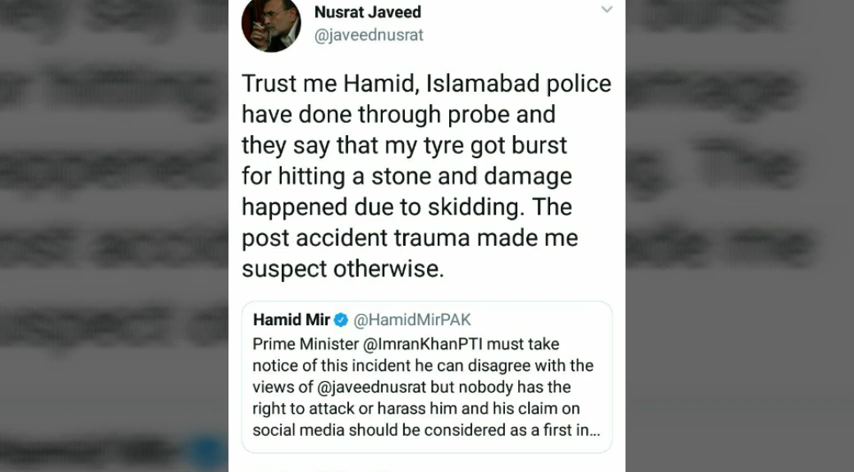 Nusrat Javeed
@javeednusrat
Trust me Hamid, Islamabad police
have done through probe and
they say that my tyre got burst
for hitting a stone and damage
happened due to skidding. The
post accident trauma made me
suspect otherwise.
Hamid Mir @HamidMirPAK
Prime Minister @ImranKhanPTI must take
notice of this incident he can disagree with the
views of @javeednusrat but nobody has the
right to attack or harass him and his claim on
social media should be considered as a first in...